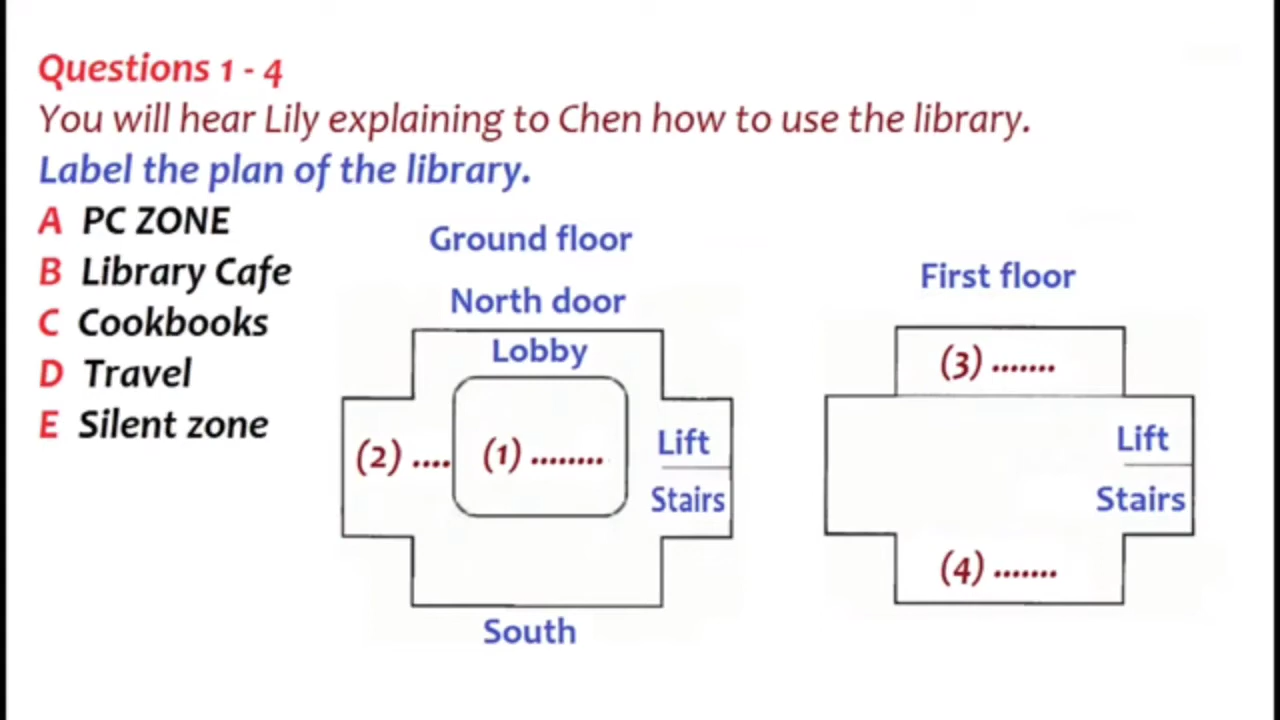 Questions 1 - 4
You will hear Lily explaining to Chen how to use the library.
Label the plan of the library.
A PC ZONE
B Library Cafe
C Cookbooks
D Travel
E Silent zone
Ground floor
North door
Lobby
(2) ....
(1) ........
Lift
Stairs
South
First floor
(3) .......
Lift
Stairs
(4) .......